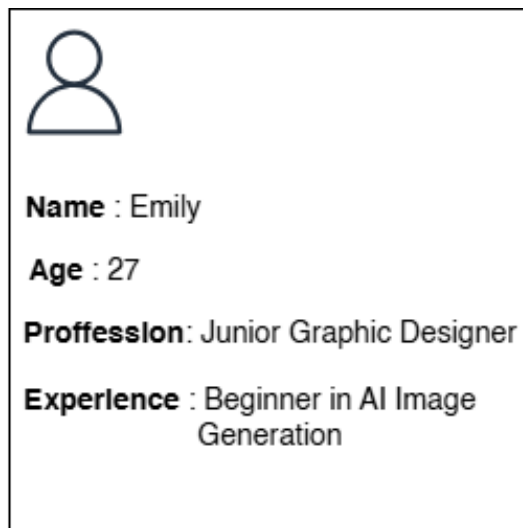 Name : Emily
Age : 27
Proffession: Junior Graphic Designer
Experience : Beginner in AI Image
Generation